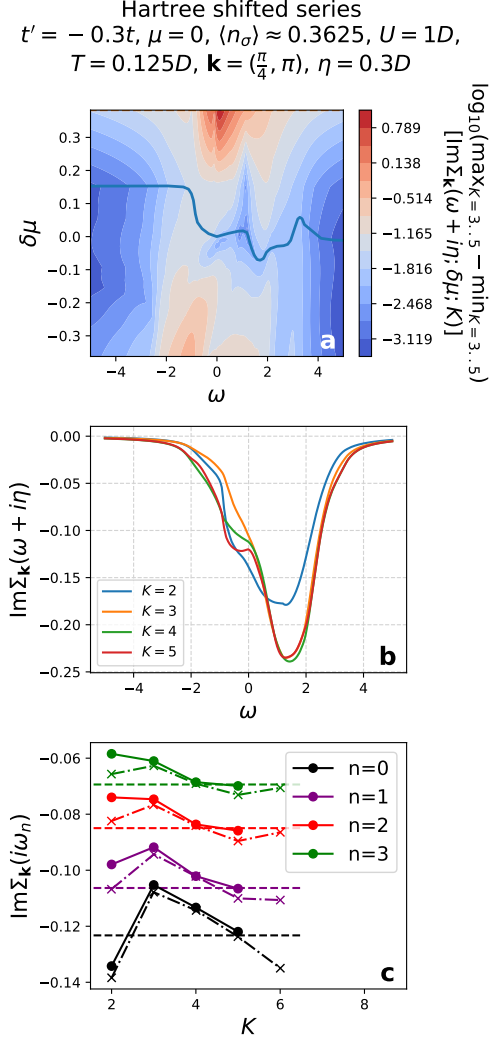 Hartree shifted series
t′ = −0.3t, μ = 0, ⟨n_σ⟩ ≈ 0.3625, U = 1D,
T = 0.125D, k = (π/4, π), η = 0.3D
δμ
0.3
0.2
0.1
0.0
−0.1
−0.2
−0.3
a
−4 −2 0 2 4
ω
0.789
0.138
−0.514
−1.165
−1.816
−2.468
−3.119
log₁₀(max_{K=3..5} − min_{K=3..5})
[ImΣ_k(ω + iη; δμ; K)]
ImΣ_k(ω + iη)
0.00
−0.05
−0.10
−0.15
−0.20
−0.25
K = 2
K = 3
K = 4
K = 5
b
−4 −2 0 2 4
ω
ImΣ_k(iω_n)
−0.06
−0.08
−0.10
−0.12
−0.14
n=0
n=1
n=2
n=3
c
2 4 6 8
K